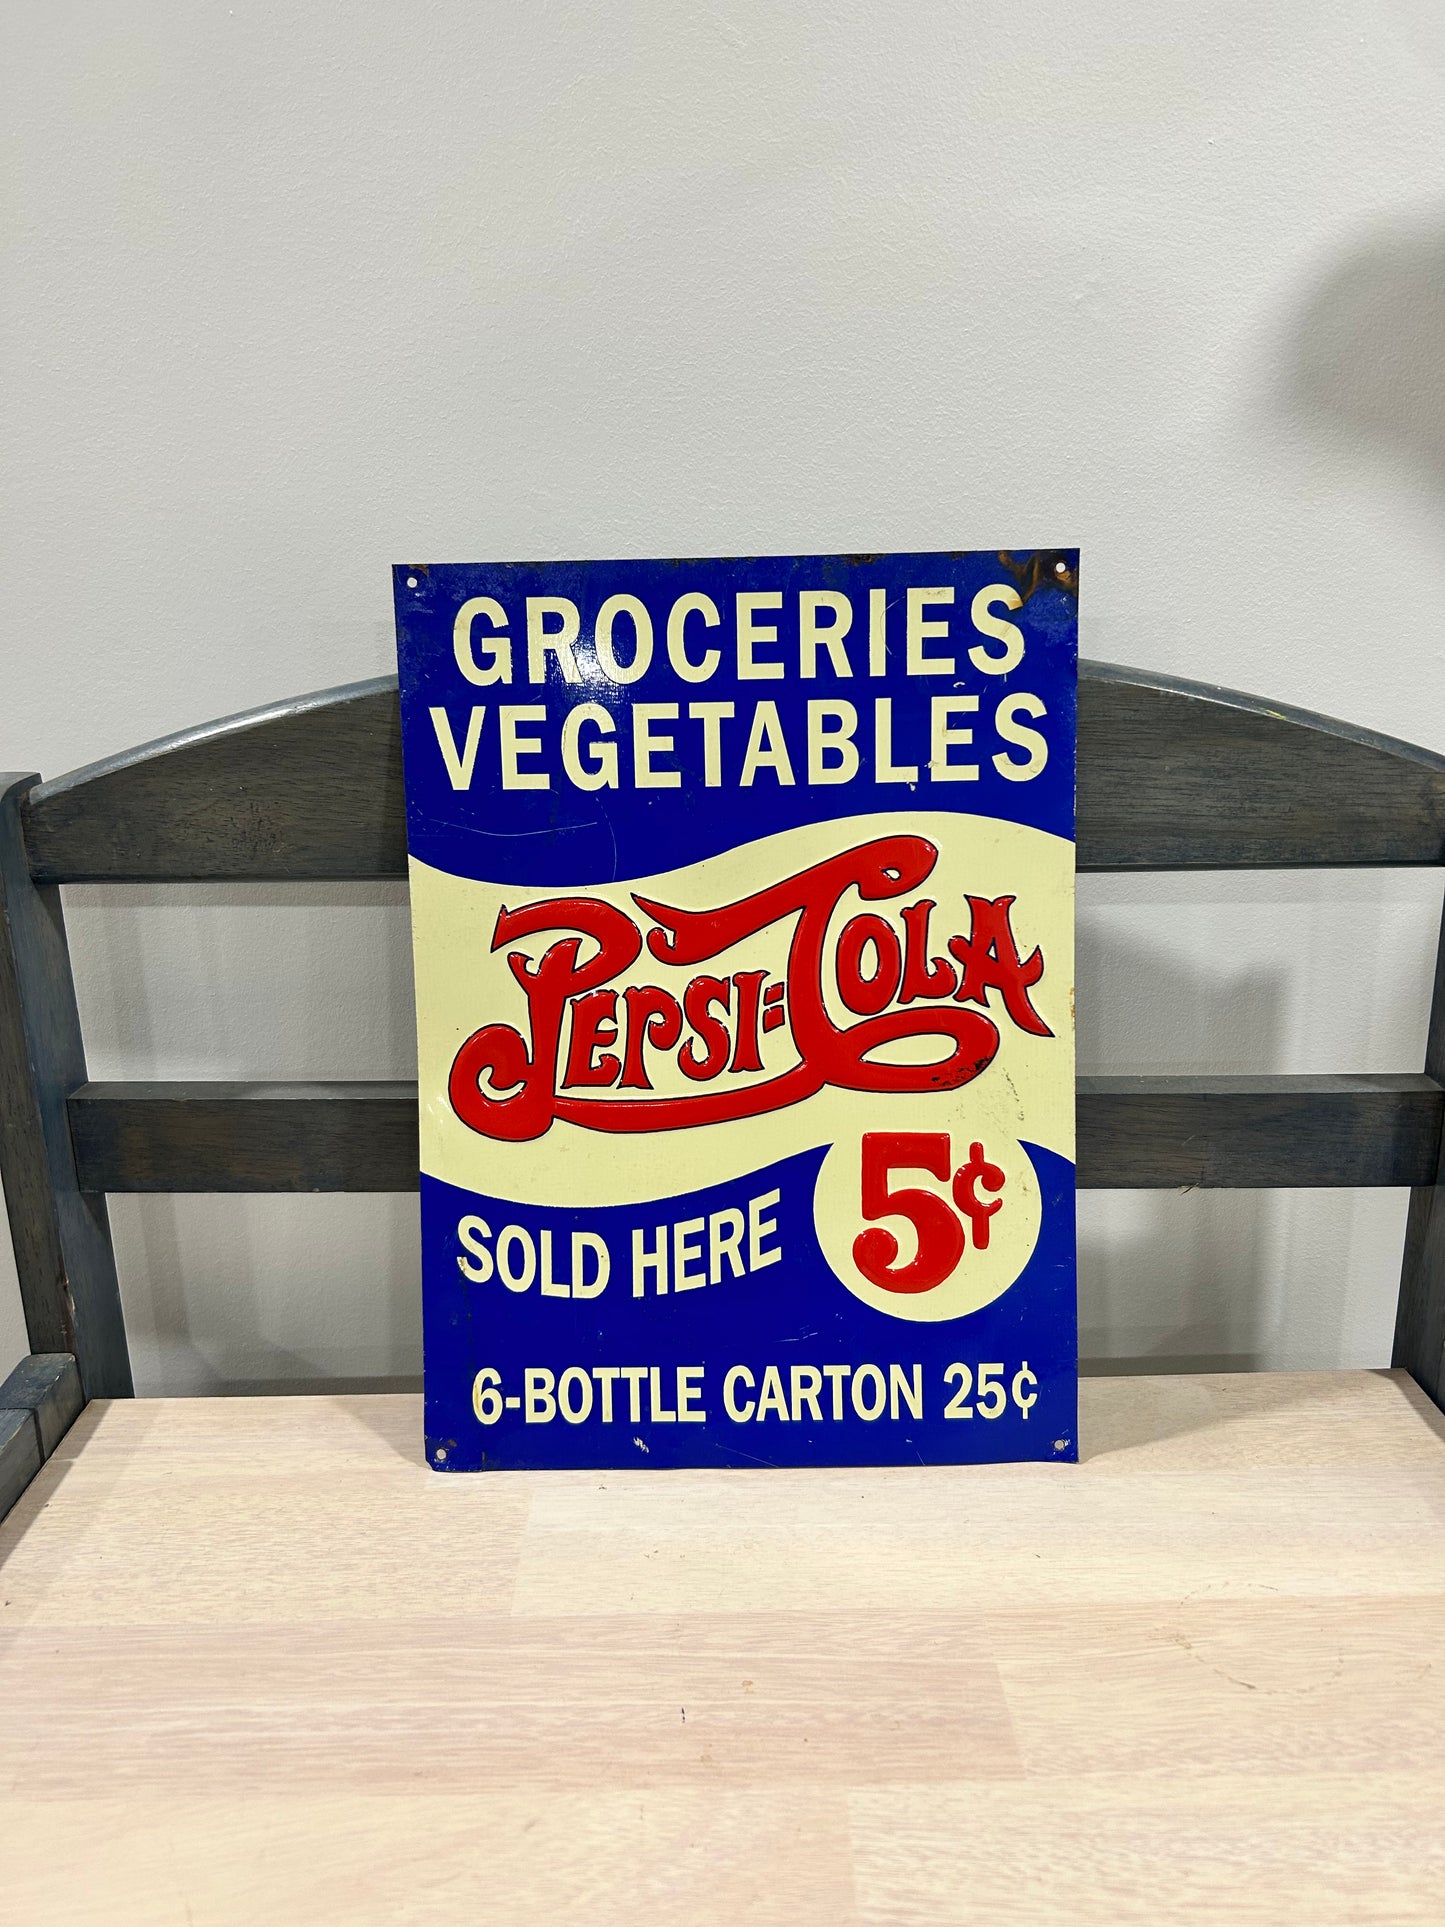 GROCERIES
VEGETABLES
PEPSI=COLA
5¢
SOLD HERE
6-BOTTLE CARTON 25¢